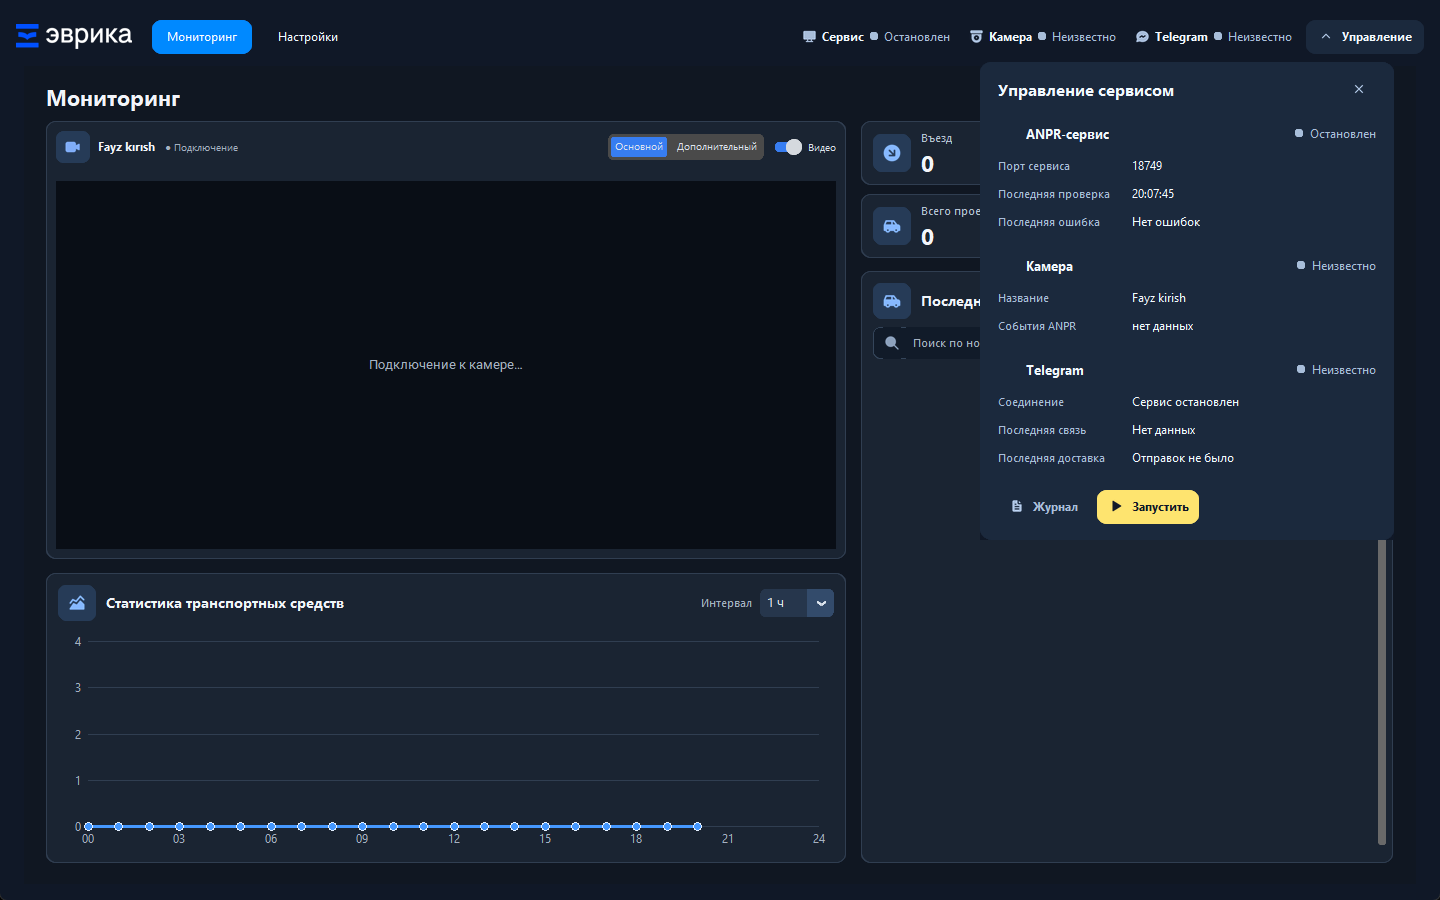 эврика
Мониторинг
Настройки
Сервис Остановлен
Камера Неизвестно
Telegram Неизвестно
Управление
Мониторинг
Fayz kırısh Подключение
Основной Дополнительный Видео
Подключение к камере...
Статистика транспортных средств
Интервал 1 ч
4
3
2
1
0
00 03 06 09 12 15 18 21 24
Въезд
0
Всего прое
0
Последн
Поиск по но
Управление сервисом
ANPR-сервис Остановлен
Порт сервиса 18749
Последняя проверка 20:07:45
Последняя ошибка Нет ошибок
Камера Неизвестно
Название Fayz kirish
События ANPR нет данных
Telegram Неизвестно
Соединение Сервис остановлен
Последняя связь Нет данных
Последняя доставка Отправок не было
Журнал Запустить